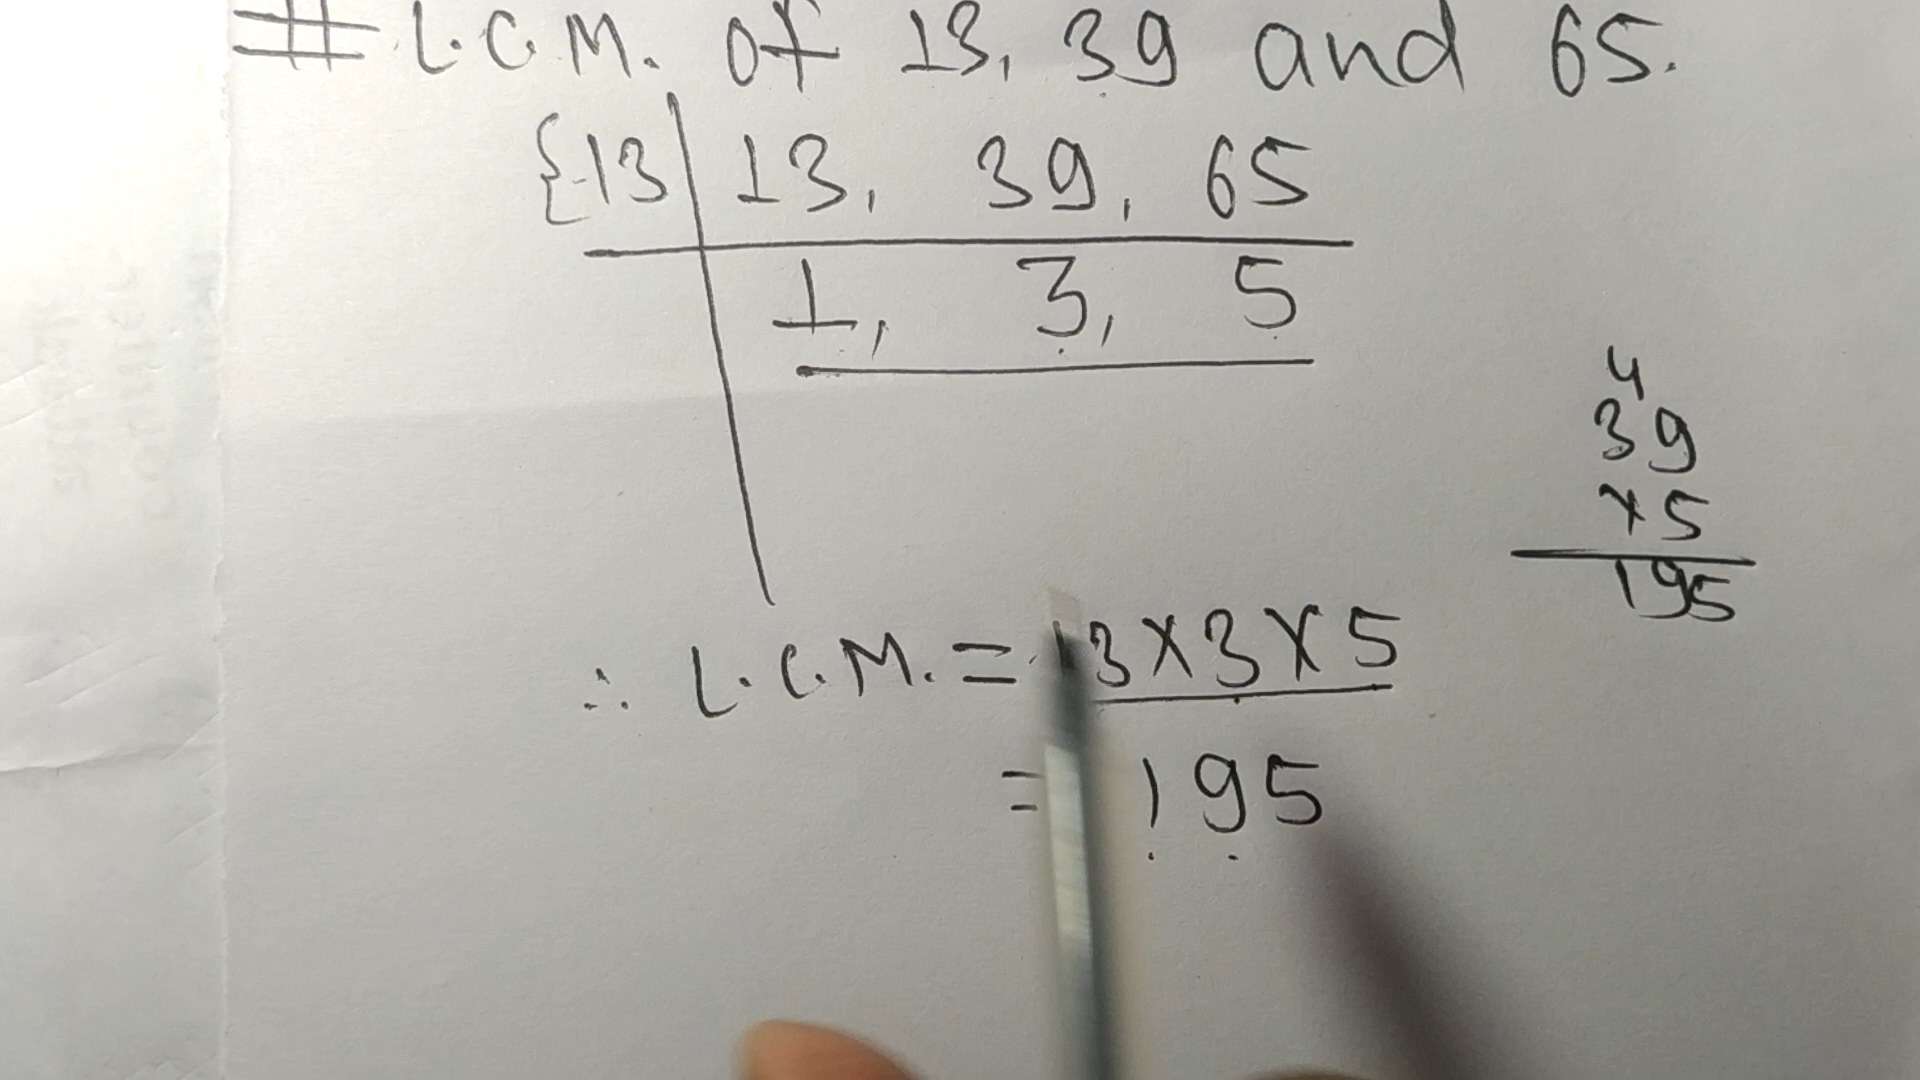 # L.C.M. of 13, 39 and 65.
{13 | 13, 39, 65
1, 3, 5
4
39
×5
195
∴ L.C.M. = 13×3×5
= 195